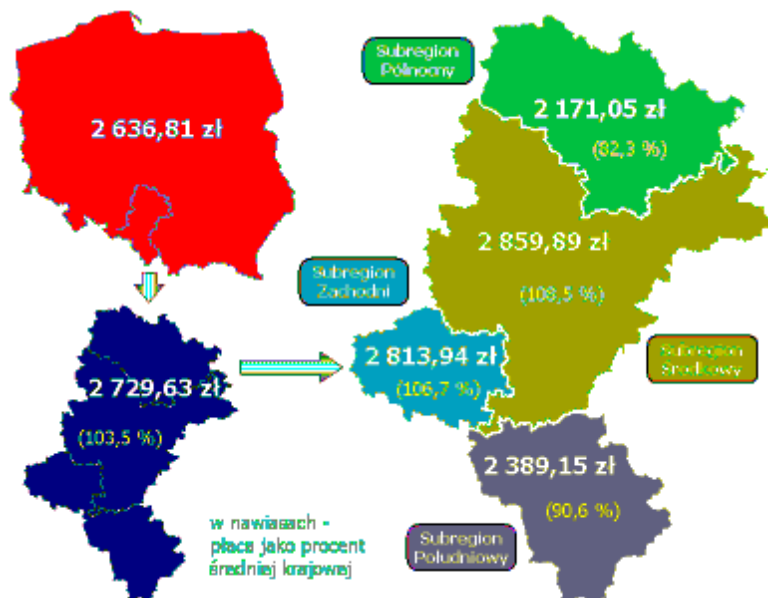 Subregion
Północny
2 636,81 zł
2 171,05 zł
(82,3 %)
2 859,89 zł
(108,5 %)
Subregion
Zachodni
2 813,94 zł
(106,7 %)
Subregion
Środkowy
2 729,63 zł
(103,5 %)
2 389,15 zł
(90,6 %)
w nawiasach -
płaca jako procent
średniej krajowej
Subregion
Południowy